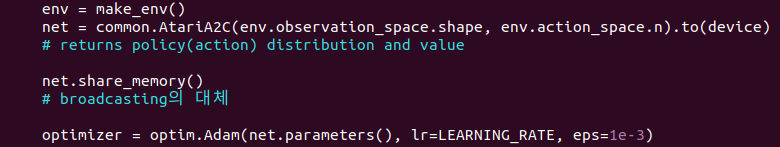 env = make_env()
net = common.AtariA2C(env.observation_space.shape, env.action_space.n).to(device)
# returns policy(action) distribution and value
net.share_memory()
# broadcasting의 대체
optimizer = optim.Adam(net.parameters(), lr=LEARNING_RATE, eps=1e-3)